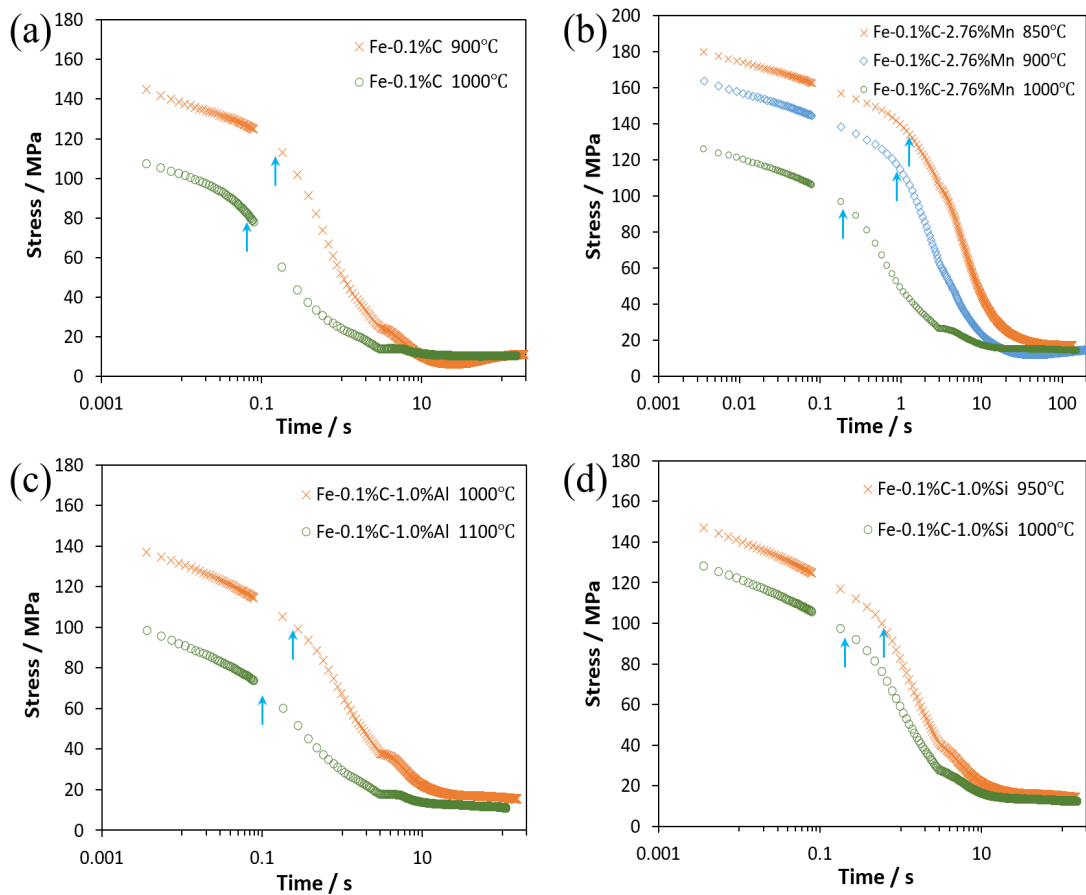 (a)
Stress / MPa
180
160
140
120
100
80
60
40
20
0
Fe-0.1%C 900℃
Fe-0.1%C 1000℃
0.001
0.1
10
Time / s
(b)
Stress / MPa
200
180
160
140
120
100
80
60
40
20
0
Fe-0.1%C-2.76%Mn 850℃
Fe-0.1%C-2.76%Mn 900℃
Fe-0.1%C-2.76%Mn 1000℃
0.001
0.01
0.1
1
10
100
Time / s
(c)
Stress / MPa
180
160
140
120
100
80
60
40
20
0
Fe-0.1%C-1.0%Al 1000℃
Fe-0.1%C-1.0%Al 1100℃
0.001
0.1
10
Time / s
(d)
Stress / MPa
180
160
140
120
100
80
60
40
20
0
Fe-0.1%C-1.0%Si 950℃
Fe-0.1%C-1.0%Si 1000℃
0.001
0.1
10
Time / s